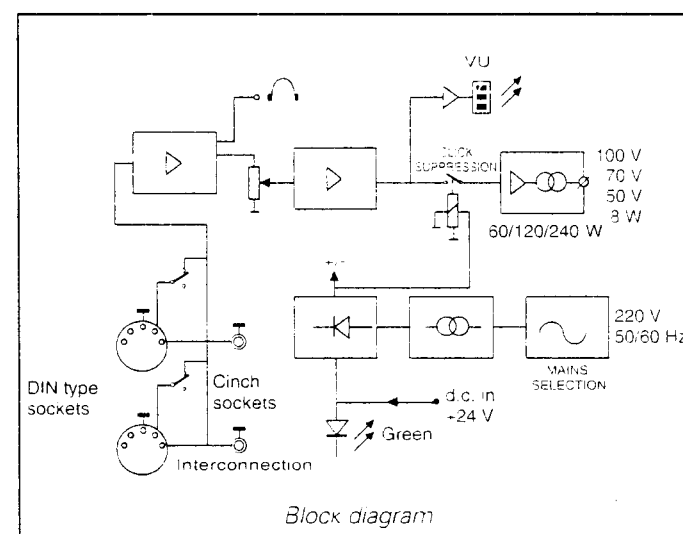 VU
CLICK
SUPPRESSION
100 V
70 V
50 V
8 W
60/120/240 W
+/-
220 V
50/60 Hz
MAINS
SELECTION
DIN type
sockets
Cinch
sockets
d.c. in
+24 V
Green
Interconnection
Block diagram